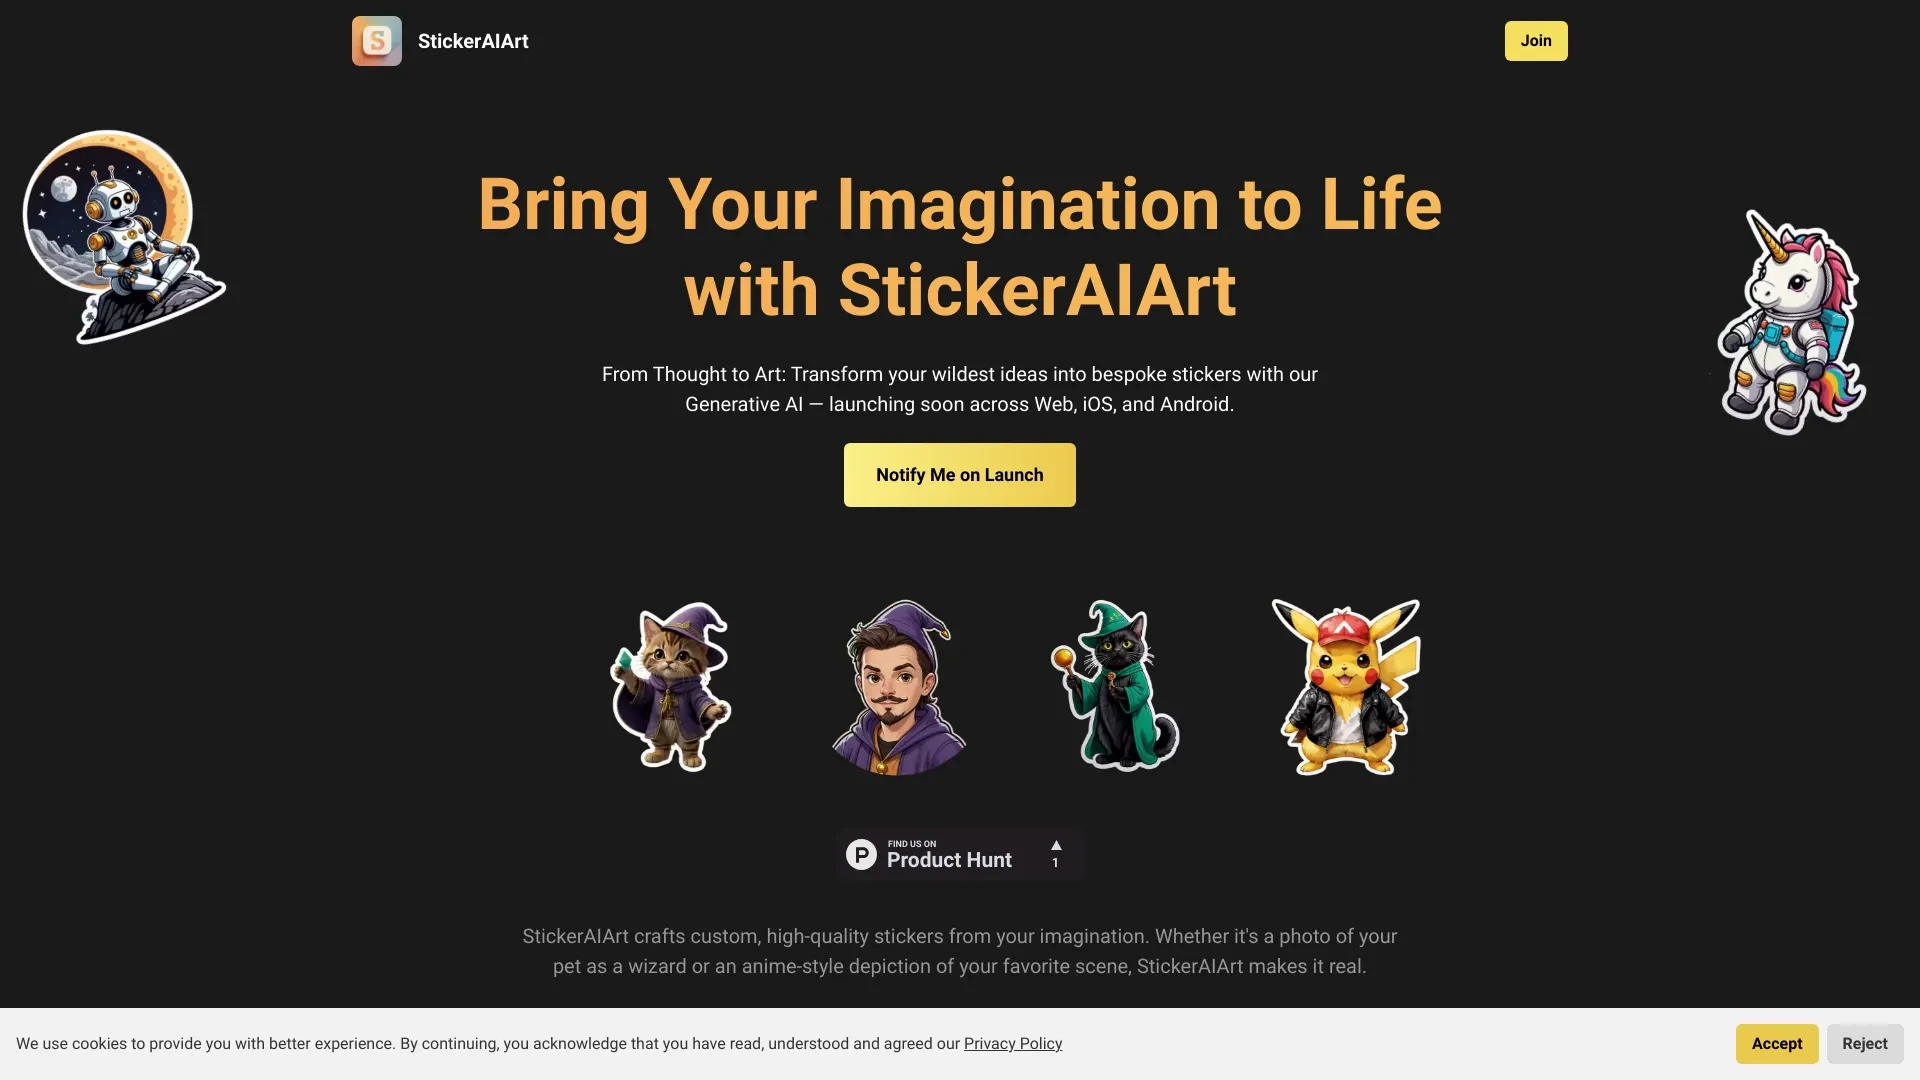 S
StickerAIArt
Join
Bring Your Imagination to Life
with StickerAIArt
From Thought to Art: Transform your wildest ideas into bespoke stickers with our
Generative AI — launching soon across Web, iOS, and Android.
Notify Me on Launch
P
FIND US ON
Product Hunt
▲
1
StickerAIArt crafts custom, high-quality stickers from your imagination. Whether it's a photo of your
pet as a wizard or an anime-style depiction of your favorite scene, StickerAIArt makes it real.
We use cookies to provide you with better experience. By continuing, you acknowledge that you have read, understood and agreed our Privacy Policy
Accept
Reject